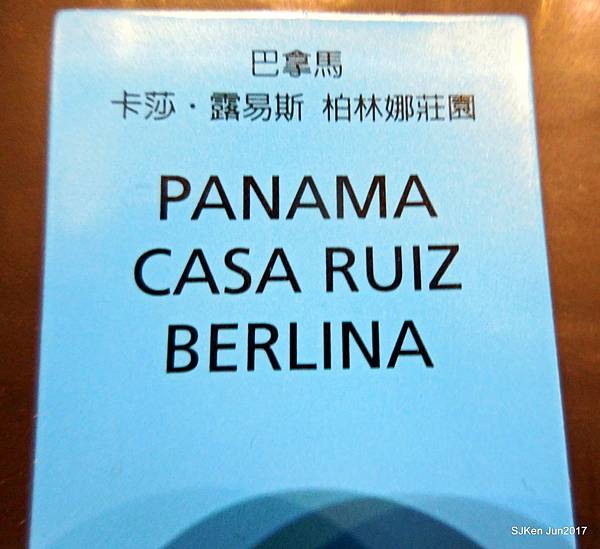 巴拿馬
卡莎·露易斯 柏林娜莊園
PANAMA
CASA RUIZ
BERLINA
SJKen Jun2017